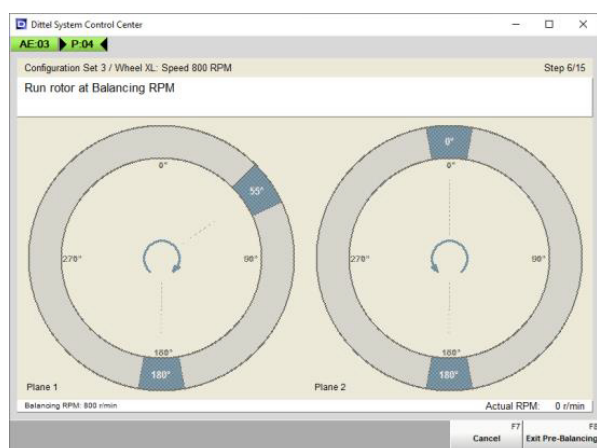 Dittel System Control Center
AE:03 P:04
Configuration Set 3 / Wheel XL: Speed 800 RPM Step 6/15
Run rotor at Balancing RPM
0°
55°
270°
90°
180°
180°
Plane 1
0°
0°
270°
90°
180°
180°
Plane 2
Balancing RPM: 800 r/min Actual RPM: 0 r/min
F7 F8
Cancel Exit Pre-Balancing